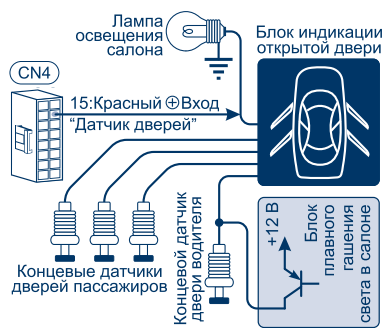 Лампа
освещения
салона
Блок индикации
открытой двери
CN4
15:Красный ⊕Вход
“Датчик дверей”
Концевые датчики
дверей пассажиров
Концевой датчик
двери водителя
+12 В
Блок
плавного
гашения
света в салоне